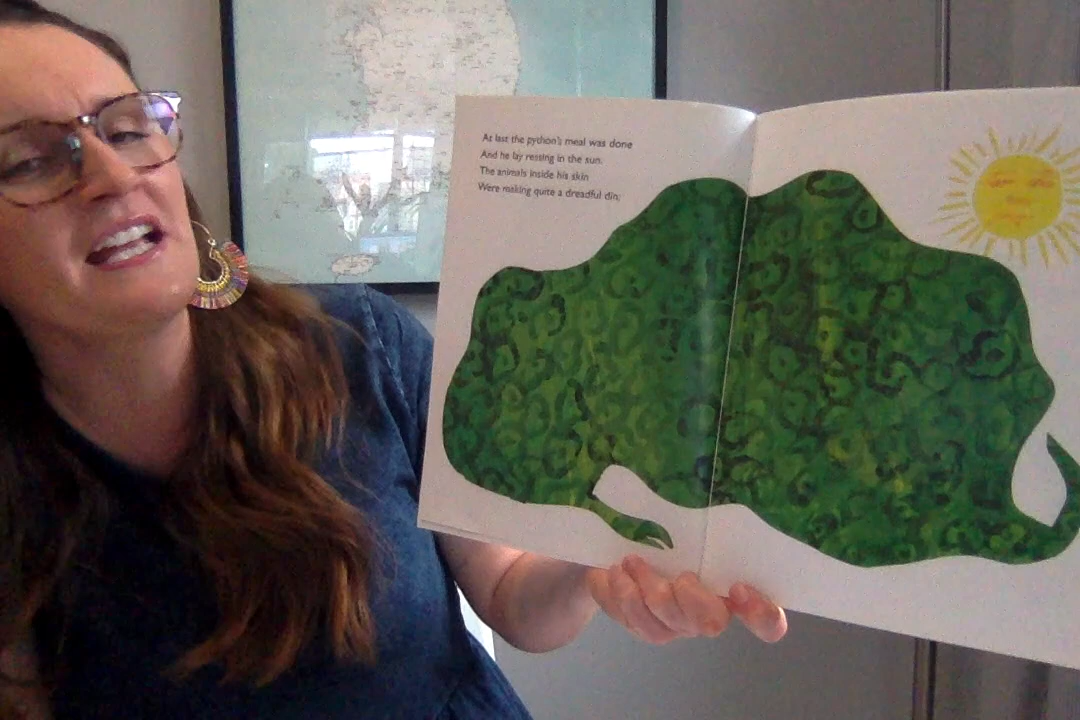 At last the python's meal was done
And he lay resting in the sun.
The animals inside his skin
Were making quite a dreadful din;